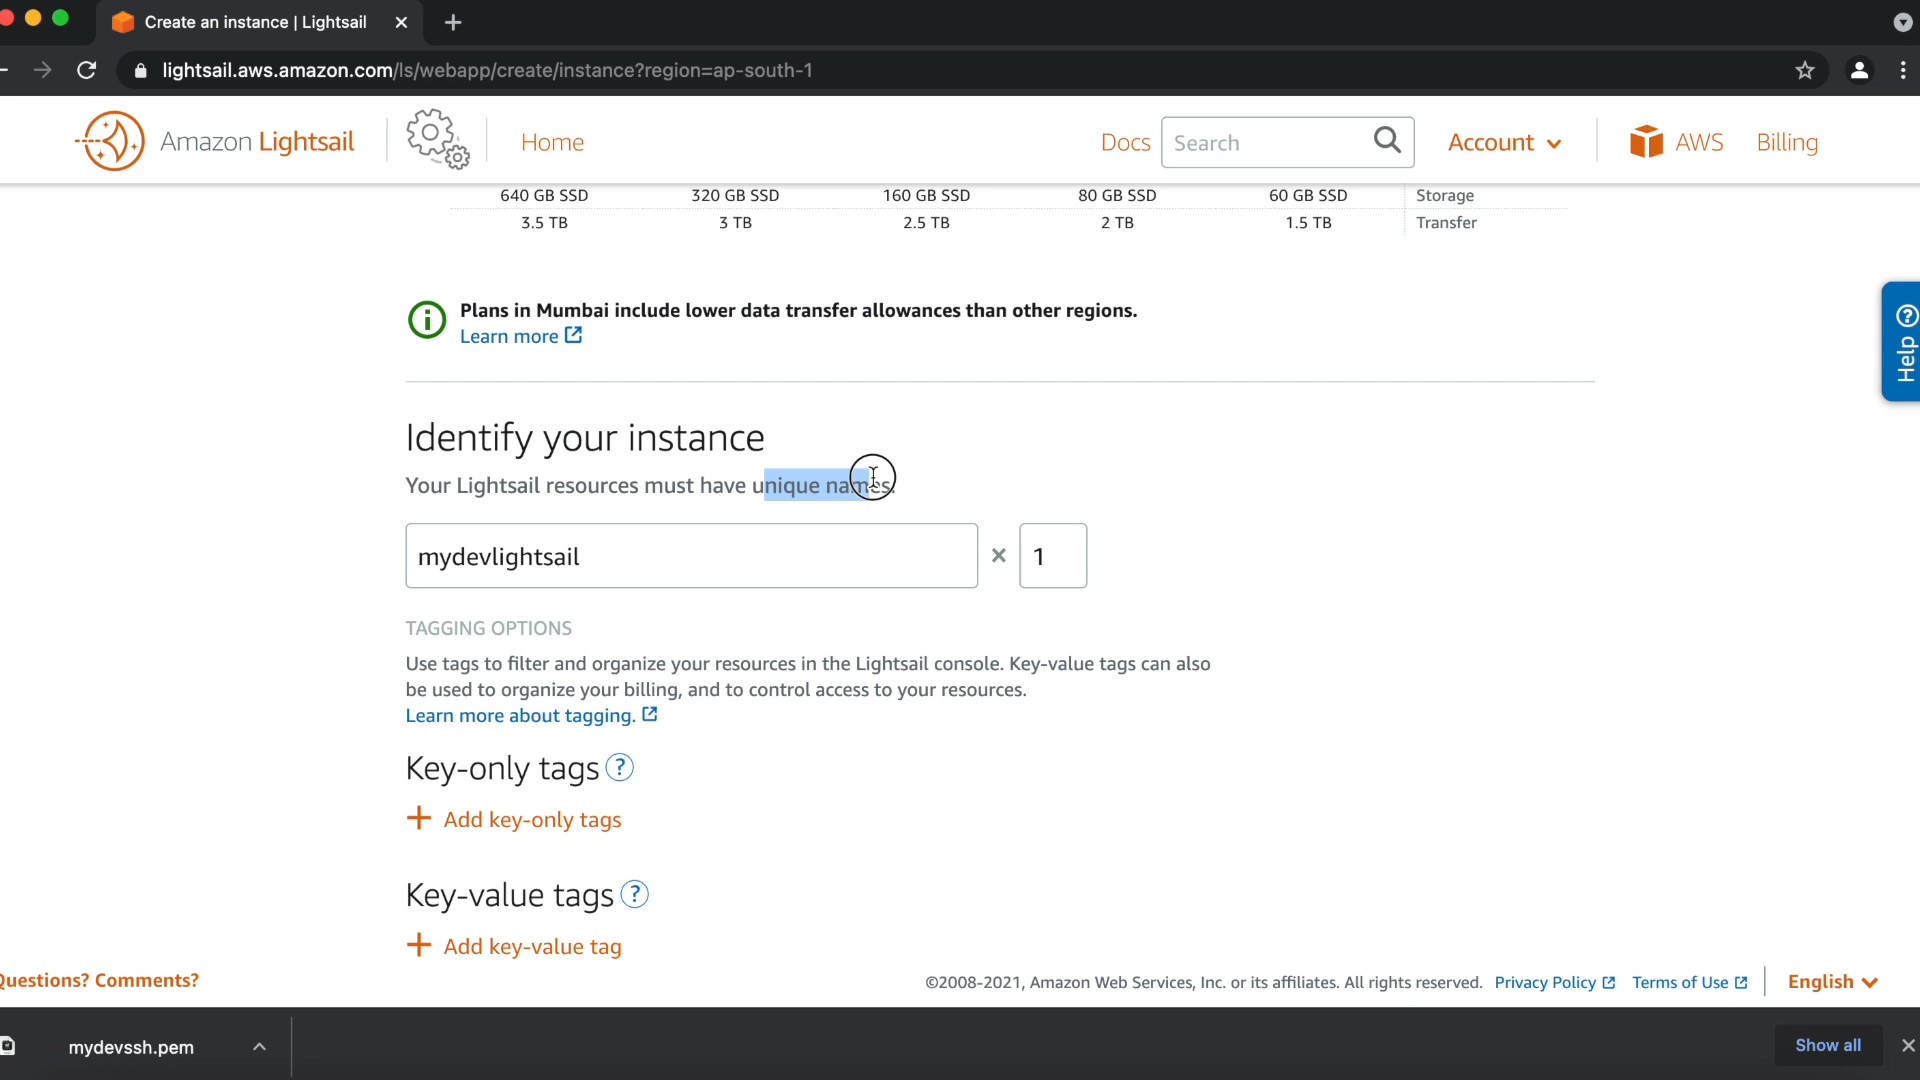 Create an instance | Lightsail
lightsail.aws.amazon.com/ls/webapp/create/instance?region=ap-south-1
Amazon Lightsail
Home
Docs
Search
Account
AWS
Billing
640 GB SSD 320 GB SSD 160 GB SSD 80 GB SSD 60 GB SSD Storage
3.5 TB 3 TB 2.5 TB 2 TB 1.5 TB Transfer
Plans in Mumbai include lower data transfer allowances than other regions.
Learn more
Help
Identify your instance
Your Lightsail resources must have unique names.
mydevlightsail × 1
TAGGING OPTIONS
Use tags to filter and organize your resources in the Lightsail console. Key-value tags can also
be used to organize your billing, and to control access to your resources.
Learn more about tagging.
Key-only tags ?
+ Add key-only tags
Key-value tags ?
+ Add key-value tag
Questions? Comments?
©2008-2021, Amazon Web Services, Inc. or its affiliates. All rights reserved. Privacy Policy Terms of Use English
mydevssh.pem
Show all